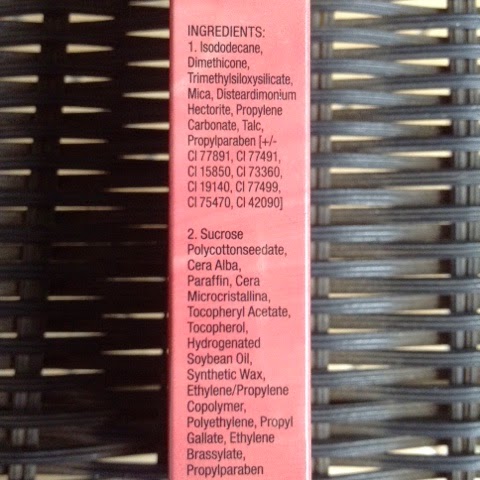 INGREDIENTS:
1. Isododecane,
Dimethicone,
Trimethylsiloxysilicate,
Mica, Disteardimonium
Hectorite, Propylene
Carbonate, Talc,
Propylparaben [+/-
CI 77891, CI 77491,
CI 15850, CI 73360,
CI 19140, CI 77499,
CI 75470, CI 42090]
2. Sucrose
Polycottonseedate,
Cera Alba,
Paraffin, Cera
Microcristallina,
Tocopheryl Acetate,
Tocopherol,
Hydrogenated
Soybean Oil,
Synthetic Wax,
Ethylene/Propylene
Copolymer,
Polyethylene, Propyl
Gallate, Ethylene
Brassylate,
Propylparaben